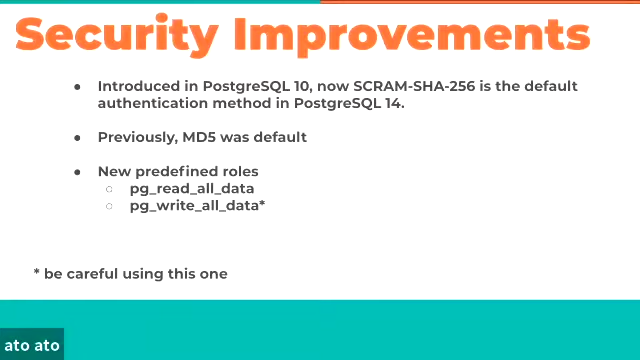 Security Improvements
● Introduced in PostgreSQL 10, now SCRAM-SHA-256 is the default
authentication method in PostgreSQL 14.
● Previously, MD5 was default
● New predefined roles
○ pg_read_all_data
○ pg_write_all_data*
* be careful using this one
ato ato